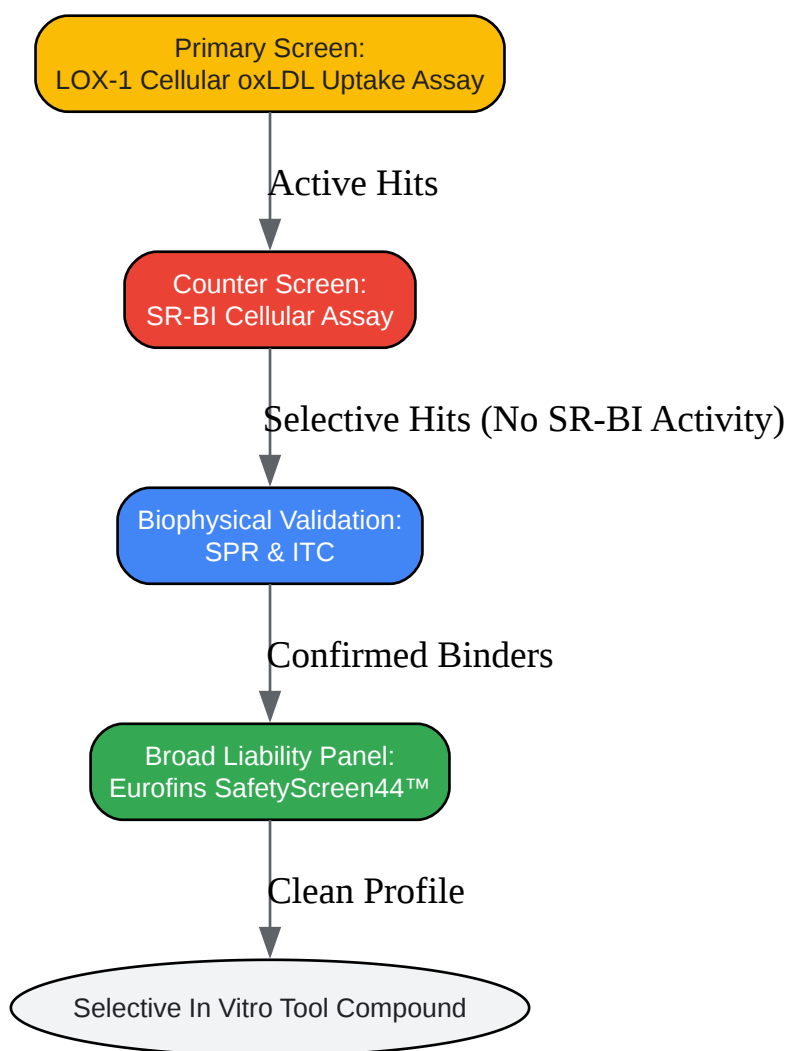 Primary Screen:
LOX-1 Cellular oxLDL Uptake Assay
Active Hits
Counter Screen:
SR-BI Cellular Assay
Selective Hits (No SR-BI Activity)
Biophysical Validation:
SPR & ITC
Confirmed Binders
Broad Liability Panel:
Eurofins SafetyScreen44™
Clean Profile
Selective In Vitro Tool Compound